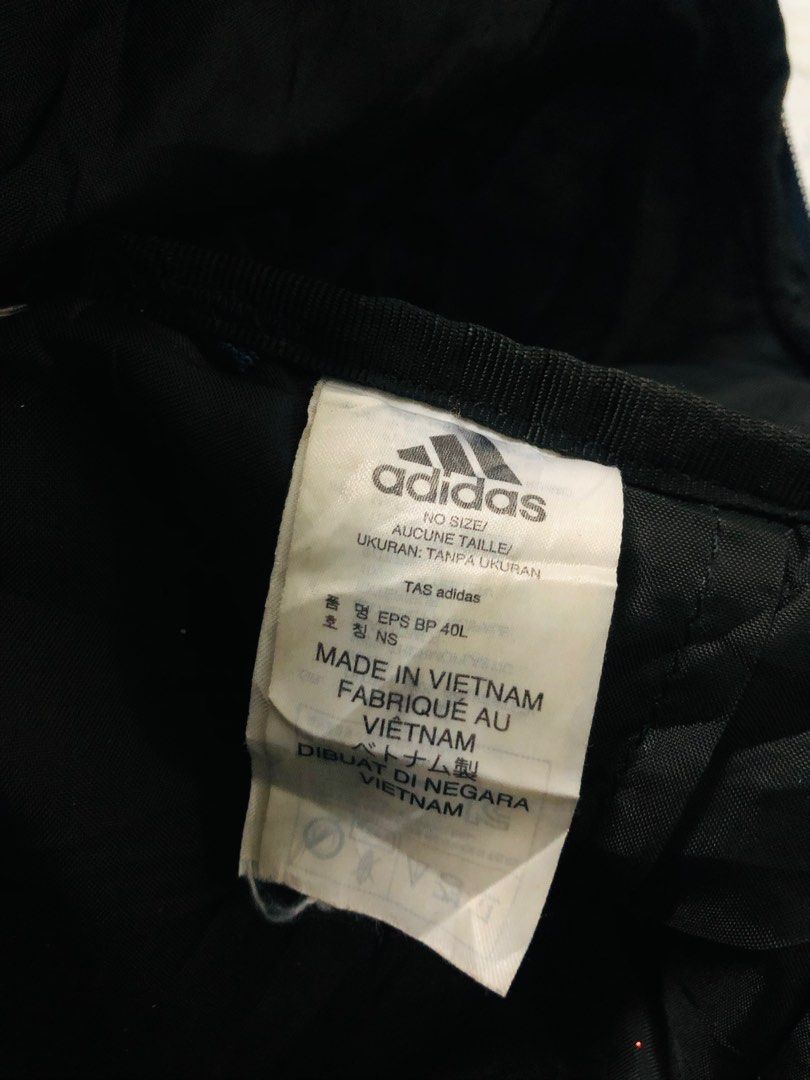 adidas
NO SIZE/
AUCUNE TAILLE/
UKURAN: TANPA UKURAN
TAS adidas
품 명 EPS BP 40L
호 칭 NS
MADE IN VIETNAM
FABRIQUÉ AU
VIÊTNAM
ベトナム製
DIBUAT DI NEGARA
VIETNAM